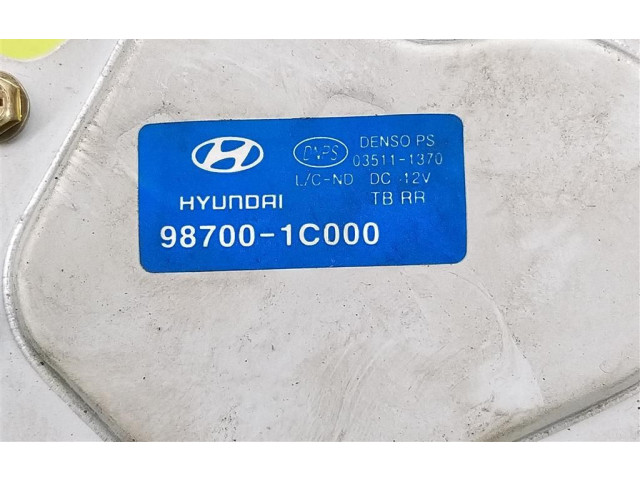 HYUNDAI
98700-1C000
DNPS
DENSO PS
03511-1370
L/C-ND DC 12V
TB RR